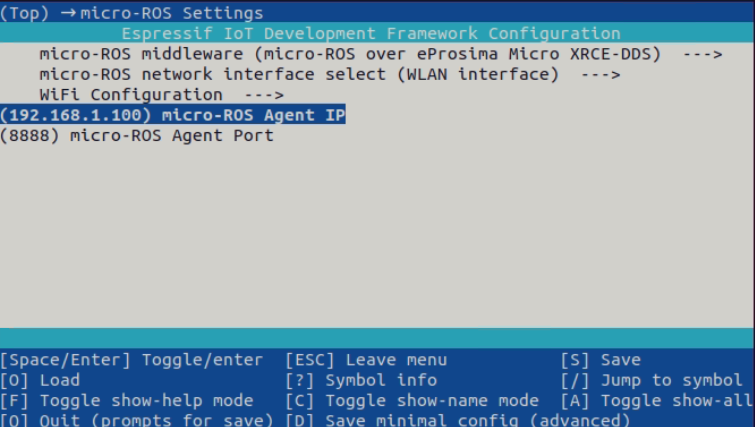 (Top) →micro-ROS Settings
Espressif IoT Development Framework Configuration
micro-ROS middleware (micro-ROS over eProsima Micro XRCE-DDS)  --->
micro-ROS network interface select (WLAN interface)  --->
WiFi Configuration  --->
(192.168.1.100) micro-ROS Agent IP
(8888) micro-ROS Agent Port
[Space/Enter] Toggle/enter  [ESC] Leave menu  [S] Save
[O] Load  [?] Symbol info  [/] Jump to symbol
[F] Toggle show-help mode  [C] Toggle show-name mode  [A] Toggle show-all
[Q] Quit (prompts for save) [D] Save minimal config (advanced)